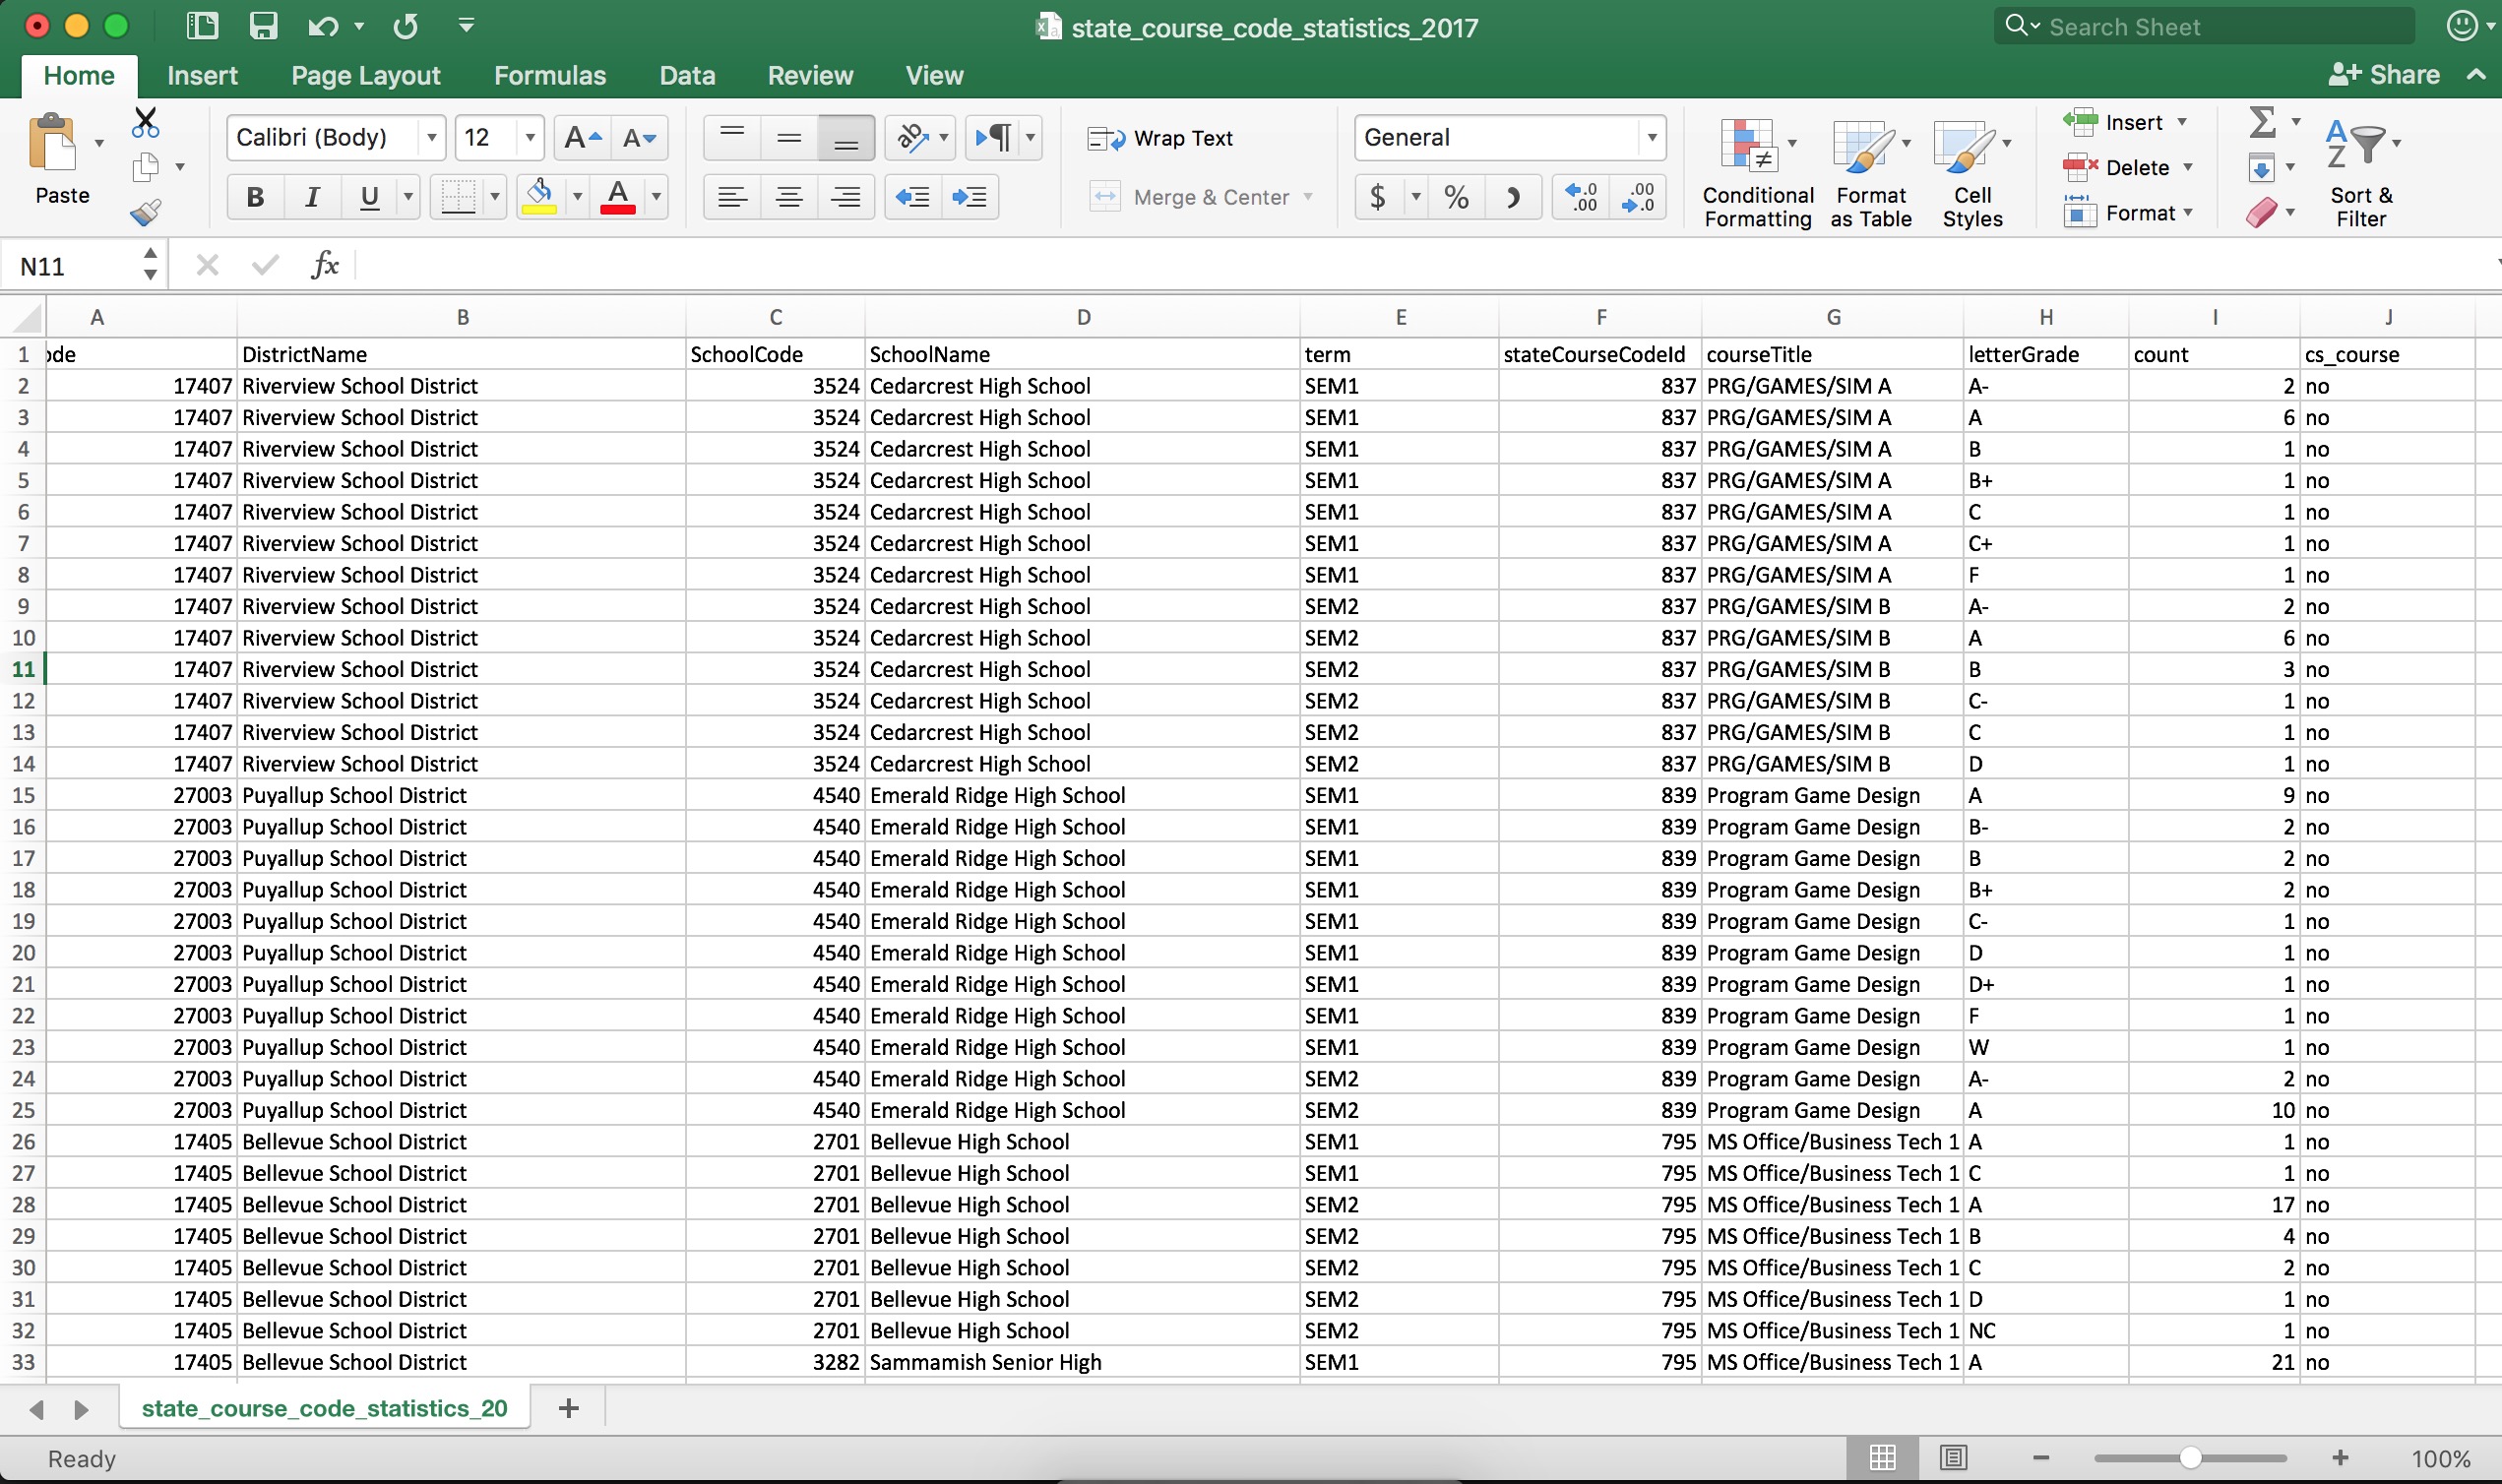 state_course_code_statistics_2017
Search Sheet
Home Insert Page Layout Formulas Data Review View Share
Paste
Calibri (Body) 12 A A
B I U A
Wrap Text
Merge & Center
General
$ % .0 .00 .00 .0
Conditional Formatting
Format as Table
Cell Styles
Insert
Delete
Format
Sort & Filter
N11 fx
A B C D E F G H I J
1 ode DistrictName SchoolCode SchoolName term stateCourseCodeId courseTitle letterGrade count cs_course
2 17407 Riverview School District 3524 Cedarcrest High School SEM1 837 PRG/GAMES/SIM A A- 2 no
3 17407 Riverview School District 3524 Cedarcrest High School SEM1 837 PRG/GAMES/SIM A A 6 no
4 17407 Riverview School District 3524 Cedarcrest High School SEM1 837 PRG/GAMES/SIM A B 1 no
5 17407 Riverview School District 3524 Cedarcrest High School SEM1 837 PRG/GAMES/SIM A B+ 1 no
6 17407 Riverview School District 3524 Cedarcrest High School SEM1 837 PRG/GAMES/SIM A C 1 no
7 17407 Riverview School District 3524 Cedarcrest High School SEM1 837 PRG/GAMES/SIM A C+ 1 no
8 17407 Riverview School District 3524 Cedarcrest High School SEM1 837 PRG/GAMES/SIM A F 1 no
9 17407 Riverview School District 3524 Cedarcrest High School SEM2 837 PRG/GAMES/SIM B A- 2 no
10 17407 Riverview School District 3524 Cedarcrest High School SEM2 837 PRG/GAMES/SIM B A 6 no
11 17407 Riverview School District 3524 Cedarcrest High School SEM2 837 PRG/GAMES/SIM B B 3 no
12 17407 Riverview School District 3524 Cedarcrest High School SEM2 837 PRG/GAMES/SIM B C- 1 no
13 17407 Riverview School District 3524 Cedarcrest High School SEM2 837 PRG/GAMES/SIM B C 1 no
14 17407 Riverview School District 3524 Cedarcrest High School SEM2 837 PRG/GAMES/SIM B D 1 no
15 27003 Puyallup School District 4540 Emerald Ridge High School SEM1 839 Program Game Design A 9 no
16 27003 Puyallup School District 4540 Emerald Ridge High School SEM1 839 Program Game Design B- 2 no
17 27003 Puyallup School District 4540 Emerald Ridge High School SEM1 839 Program Game Design B 2 no
18 27003 Puyallup School District 4540 Emerald Ridge High School SEM1 839 Program Game Design B+ 2 no
19 27003 Puyallup School District 4540 Emerald Ridge High School SEM1 839 Program Game Design C- 1 no
20 27003 Puyallup School District 4540 Emerald Ridge High School SEM1 839 Program Game Design D 1 no
21 27003 Puyallup School District 4540 Emerald Ridge High School SEM1 839 Program Game Design D+ 1 no
22 27003 Puyallup School District 4540 Emerald Ridge High School SEM1 839 Program Game Design F 1 no
23 27003 Puyallup School District 4540 Emerald Ridge High School SEM1 839 Program Game Design W 1 no
24 27003 Puyallup School District 4540 Emerald Ridge High School SEM2 839 Program Game Design A- 2 no
25 27003 Puyallup School District 4540 Emerald Ridge High School SEM2 839 Program Game Design A 10 no
26 17405 Bellevue School District 2701 Bellevue High School SEM1 795 MS Office/Business Tech 1 A 1 no
27 17405 Bellevue School District 2701 Bellevue High School SEM1 795 MS Office/Business Tech 1 C 1 no
28 17405 Bellevue School District 2701 Bellevue High School SEM2 795 MS Office/Business Tech 1 A 17 no
29 17405 Bellevue School District 2701 Bellevue High School SEM2 795 MS Office/Business Tech 1 B 4 no
30 17405 Bellevue School District 2701 Bellevue High School SEM2 795 MS Office/Business Tech 1 C 2 no
31 17405 Bellevue School District 2701 Bellevue High School SEM2 795 MS Office/Business Tech 1 D 1 no
32 17405 Bellevue School District 2701 Bellevue High School SEM2 795 MS Office/Business Tech 1 NC 1 no
33 17405 Bellevue School District 3282 Sammamish Senior High SEM1 795 MS Office/Business Tech 1 A 21 no
state_course_code_statistics_20
Ready 100%